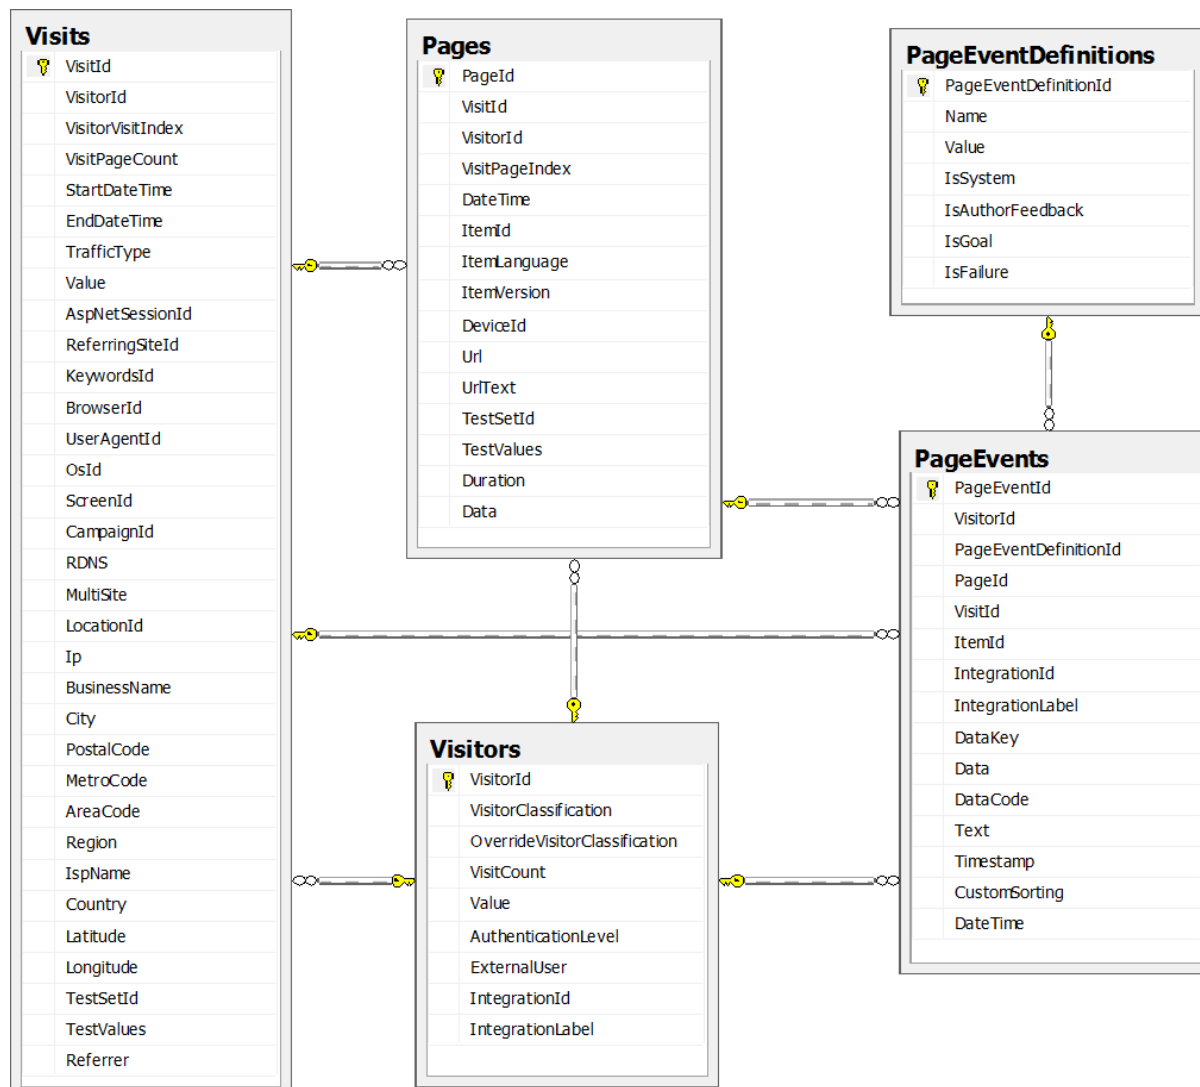 Visits
VisitId
VisitorId
VisitorVisitIndex
VisitPageCount
StartDateTime
EndDateTime
TrafficType
Value
AspNetSessionId
ReferringSiteId
KeywordsId
BrowserId
UserAgentId
OsId
ScreenId
CampaignId
RDNS
MultiSite
LocationId
Ip
BusinessName
City
PostalCode
MetroCode
AreaCode
Region
IspName
Country
Latitude
Longitude
TestSetId
TestValues
Referrer
Pages
PageId
VisitId
VisitorId
VisitPageIndex
DateTime
ItemId
ItemLanguage
ItemVersion
DeviceId
Url
UrlText
TestSetId
TestValues
Duration
Data
Visitors
VisitorId
VisitorClassification
OverrideVisitorClassification
VisitCount
Value
AuthenticationLevel
ExternalUser
IntegrationId
IntegrationLabel
PageEventDefinitions
PageEventDefinitionId
Name
Value
IsSystem
IsAuthorFeedback
IsGoal
IsFailure
PageEvents
PageEventId
VisitorId
PageEventDefinitionId
PageId
VisitId
ItemId
IntegrationId
IntegrationLabel
DataKey
Data
DataCode
Text
Timestamp
CustomSorting
DateTime